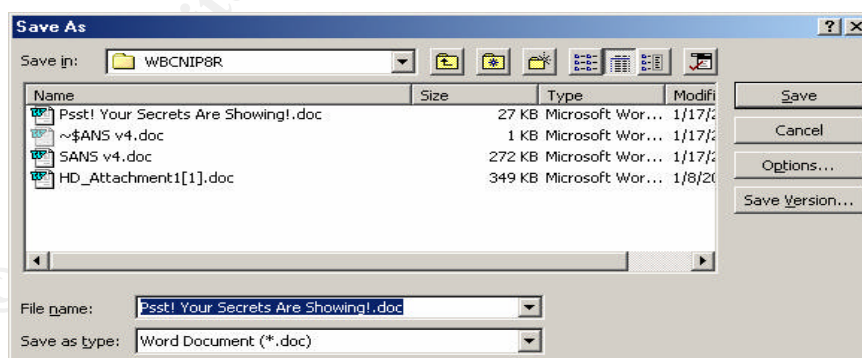 Save As
Save in: WBCNIP8R
Name Size Type Modifi
Psst! Your Secrets Are Showing!.doc 27 KB Microsoft Wor... 1/17/2
~$ANS v4.doc 1 KB Microsoft Wor... 1/17/2
SANS v4.doc 272 KB Microsoft Wor... 1/17/2
HD_Attachment1[1].doc 349 KB Microsoft Wor... 1/8/20
Save
Cancel
Options...
Save Version...
File name: Psst! Your Secrets Are Showing!.doc
Save as type: Word Document (*.doc)